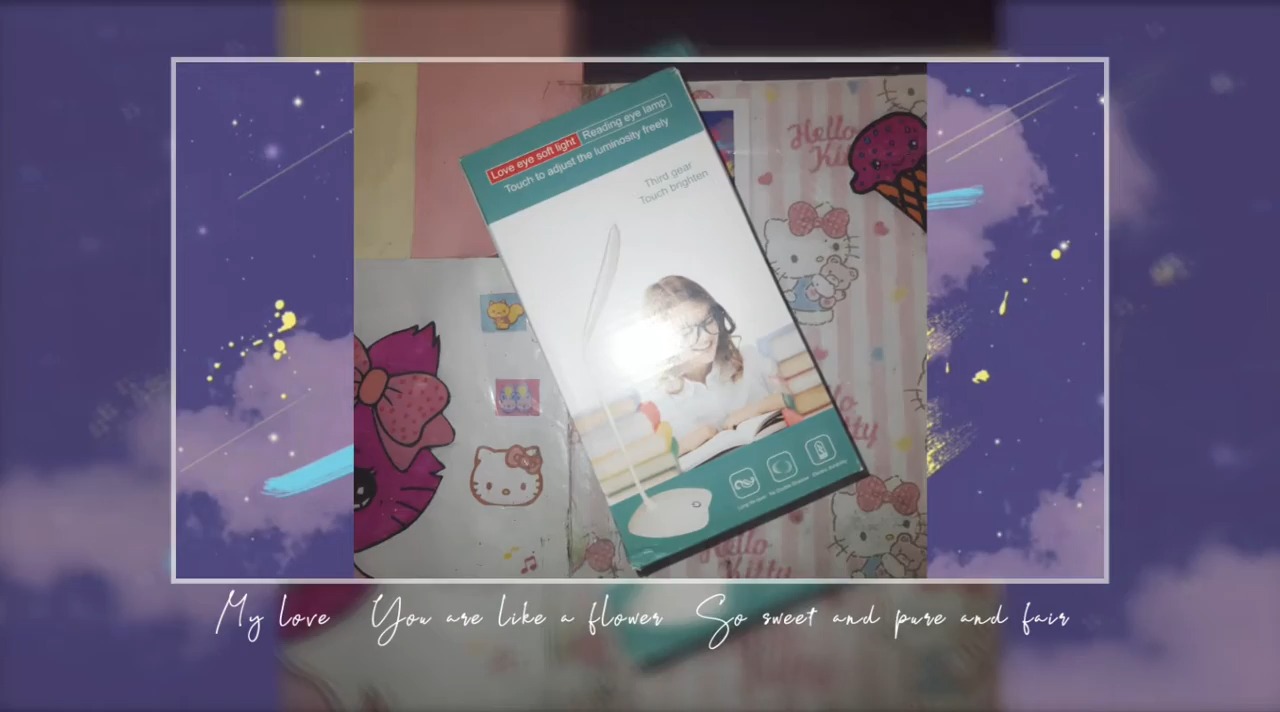 Love eye soft light Reading eye lamp
Touch to adjust the luminosity freely
Third gear
Touch brighten
Hello
Kitty
Hello
Kitty
My love You are like a flower So sweet and pure and fair